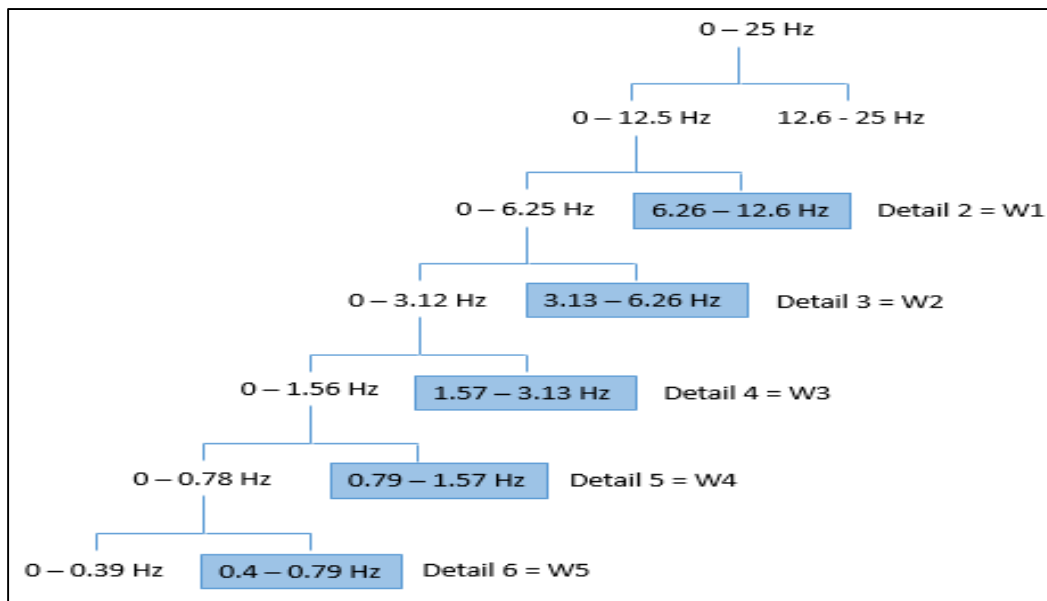 0 – 25 Hz
0 – 12.5 Hz 12.6 - 25 Hz
0 – 6.25 Hz 6.26 – 12.6 Hz Detail 2 = W1
0 – 3.12 Hz 3.13 – 6.26 Hz Detail 3 = W2
0 – 1.56 Hz 1.57 – 3.13 Hz Detail 4 = W3
0 – 0.78 Hz 0.79 – 1.57 Hz Detail 5 = W4
0 – 0.39 Hz 0.4 – 0.79 Hz Detail 6 = W5